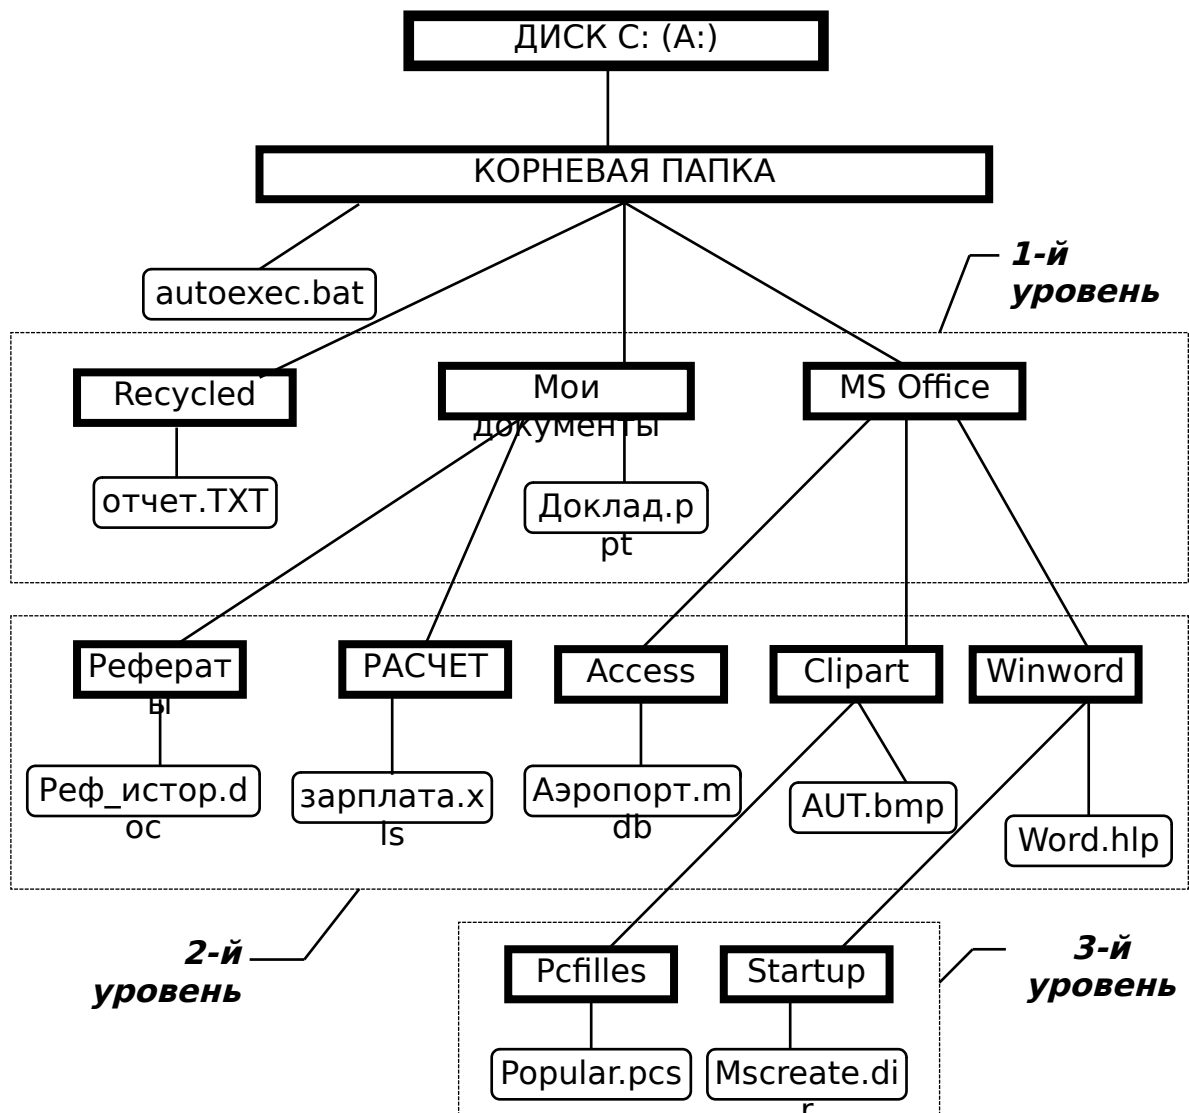 ДИСК C: (A:)
КОРНЕВАЯ ПАПКА
autoexec.bat
1-й
уровень
Recycled
Мои
документы
MS Office
отчет.TXT
Доклад.p
pt
Реферат
ы
РАСЧЕТ
Access
Clipart
Winword
Реф_истор.d
oc
зарплата.x
ls
Аэропорт.m
db
AUT.bmp
Word.hlp
2-й
уровень
3-й
уровень
Pcfilles
Startup
Popular.pcs
Mscreate.di
r